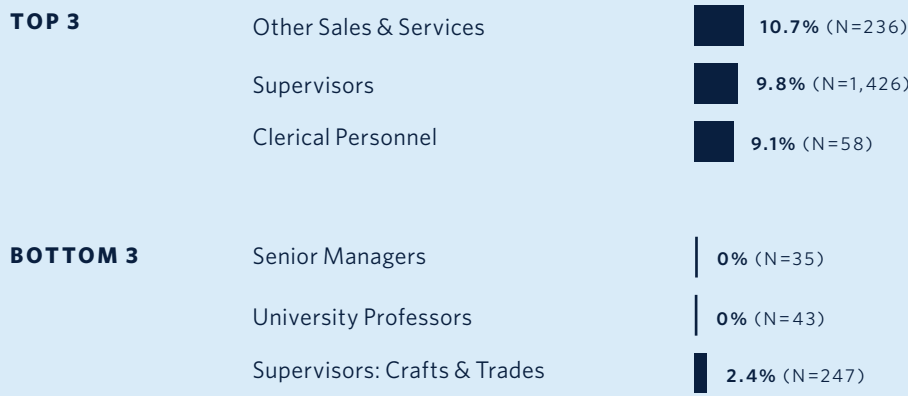 TOP 3
Other Sales & Services 10.7% (N=236)
Supervisors 9.8% (N=1,426)
Clerical Personnel 9.1% (N=58)
BOTTOM 3
Senior Managers 0% (N=35)
University Professors 0% (N=43)
Supervisors: Crafts & Trades 2.4% (N=247)